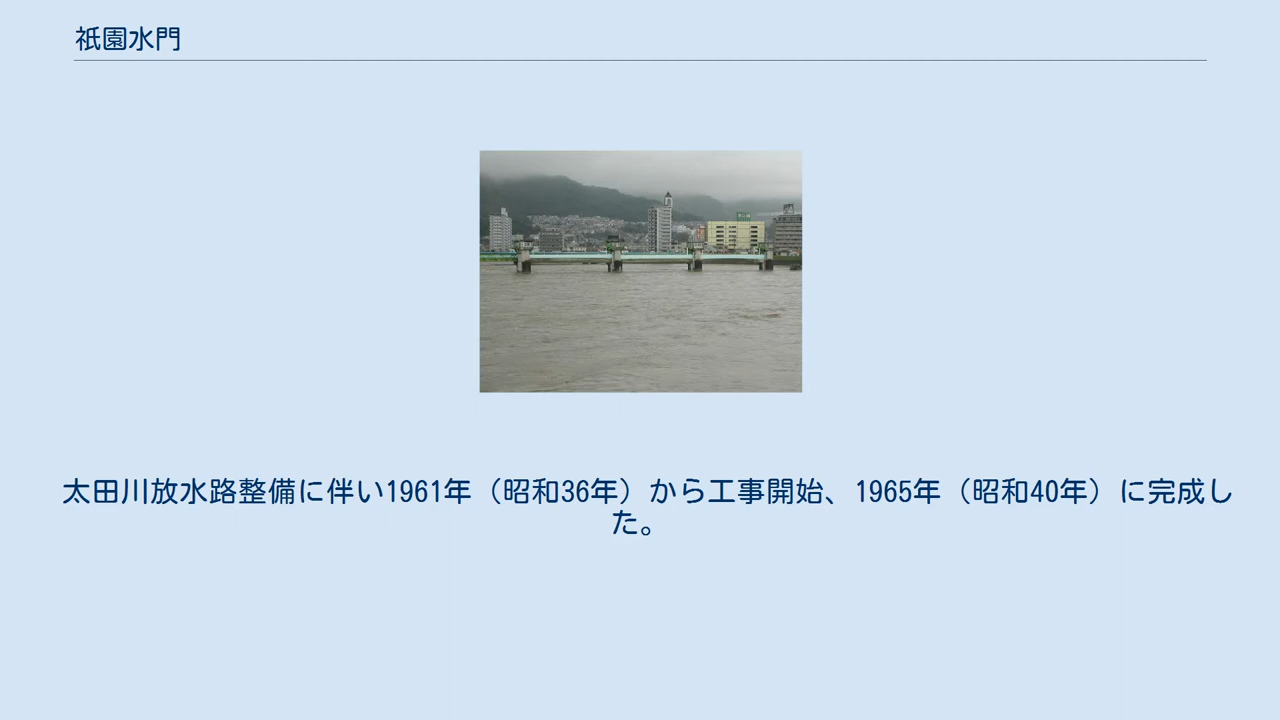 祇園水門
太田川放水路整備に伴い1961年（昭和36年）から工事開始、1965年（昭和40年）に完成し
た。